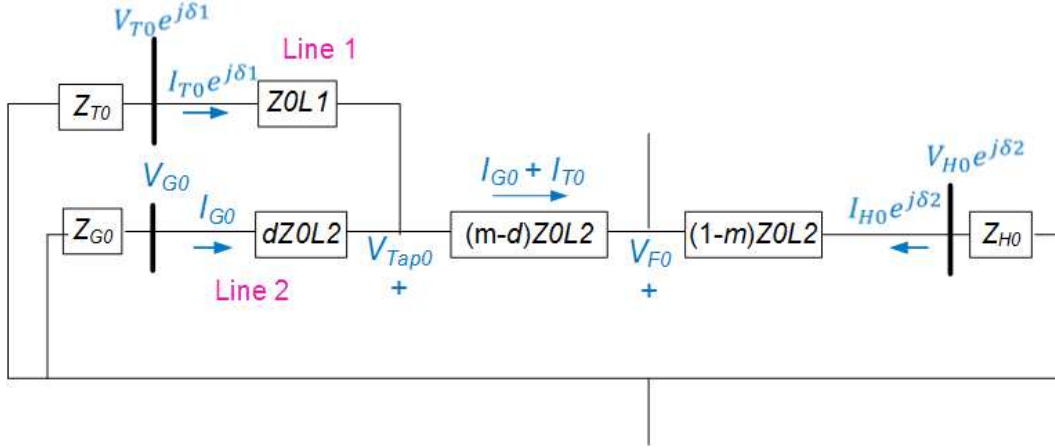 V_{T0}e^{jδ1}
Line 1
I_{T0}e^{jδ1}
Z_{T0}
Z0L1
V_{G0}
I_{G0}
I_{G0} + I_{T0}
V_{H0}e^{jδ2}
I_{H0}e^{jδ2}
Z_{G0}
dZ0L2
(m-d)Z0L2
(1-m)Z0L2
Z_{H0}
V_{Tap0}
V_{F0}
Line 2
+
+